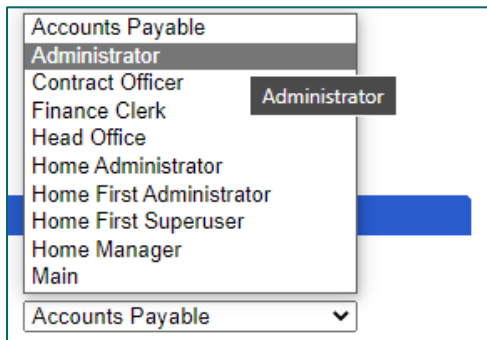 Accounts Payable
Administrator
Contract Officer
Administrator
Finance Clerk
Head Office
Home Administrator
Home First Administrator
Home First Superuser
Home Manager
Main
Accounts Payable